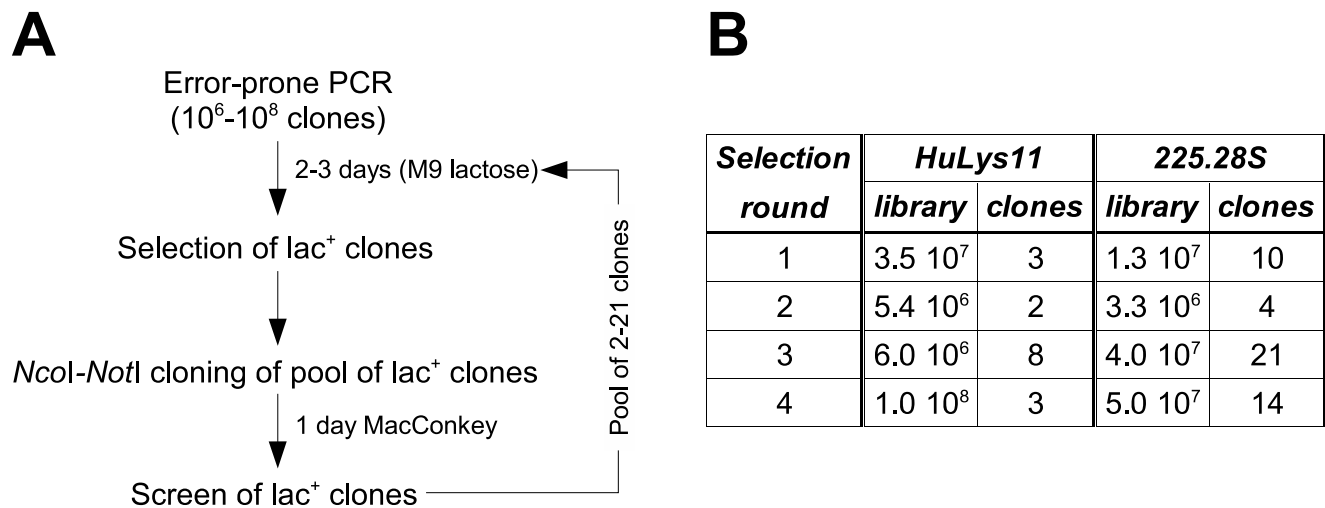 A
Error-prone PCR
(10⁶-10⁸ clones)
2-3 days (M9 lactose)
Selection of lac⁺ clones
NcoI-NotI cloning of pool of lac⁺ clones
1 day MacConkey
Screen of lac⁺ clones
Pool of 2-21 clones
B
Selection round HuLys11 225.28S
library clones library clones
1 3.5 10⁷ 3 1.3 10⁷ 10
2 5.4 10⁶ 2 3.3 10⁶ 4
3 6.0 10⁶ 8 4.0 10⁷ 21
4 1.0 10⁸ 3 5.0 10⁷ 14